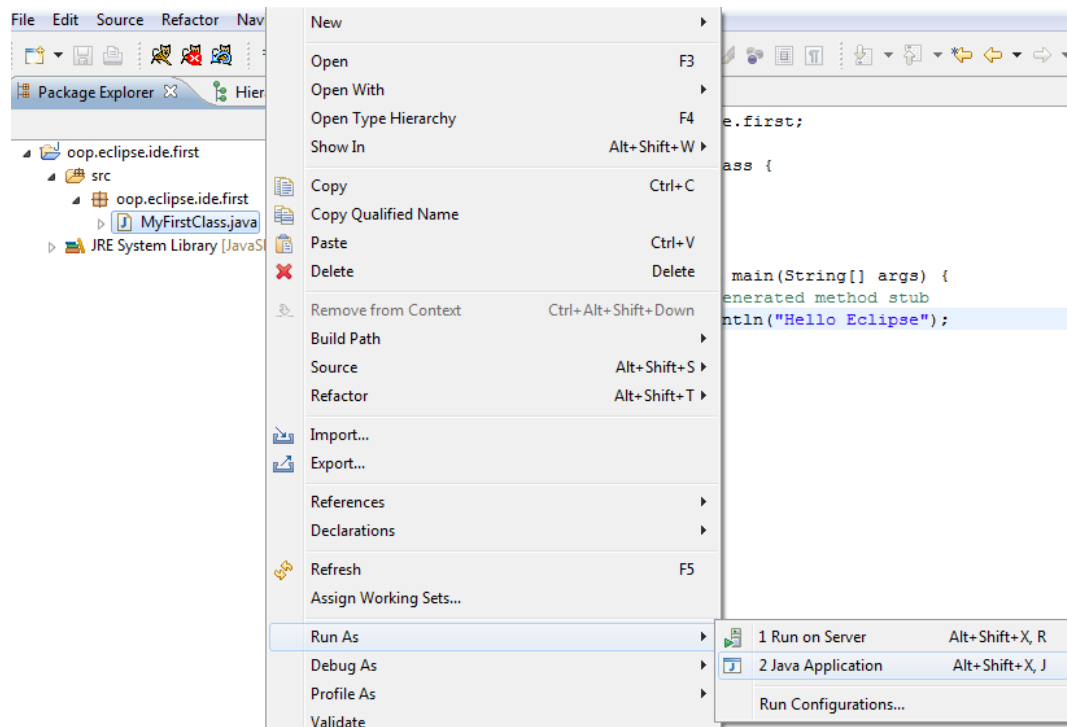 File Edit Source Refactor Nav
Package Explorer Hier
oop.eclipse.ide.first
src
oop.eclipse.ide.first
MyFirstClass.java
JRE System Library [JavaS
New
Open F3
Open With
Open Type Hierarchy F4
Show In Alt+Shift+W
Copy Ctrl+C
Copy Qualified Name
Paste Ctrl+V
Delete Delete
Remove from Context Ctrl+Alt+Shift+Down
Build Path
Source Alt+Shift+S
Refactor Alt+Shift+T
Import...
Export...
References
Declarations
Refresh F5
Assign Working Sets...
Run As
Debug As
Profile As
Validate
1 Run on Server Alt+Shift+X, R
2 Java Application Alt+Shift+X, J
Run Configurations...
e.first;
ass {
main(String[] args) {
enerated method stub
ntln("Hello Eclipse");